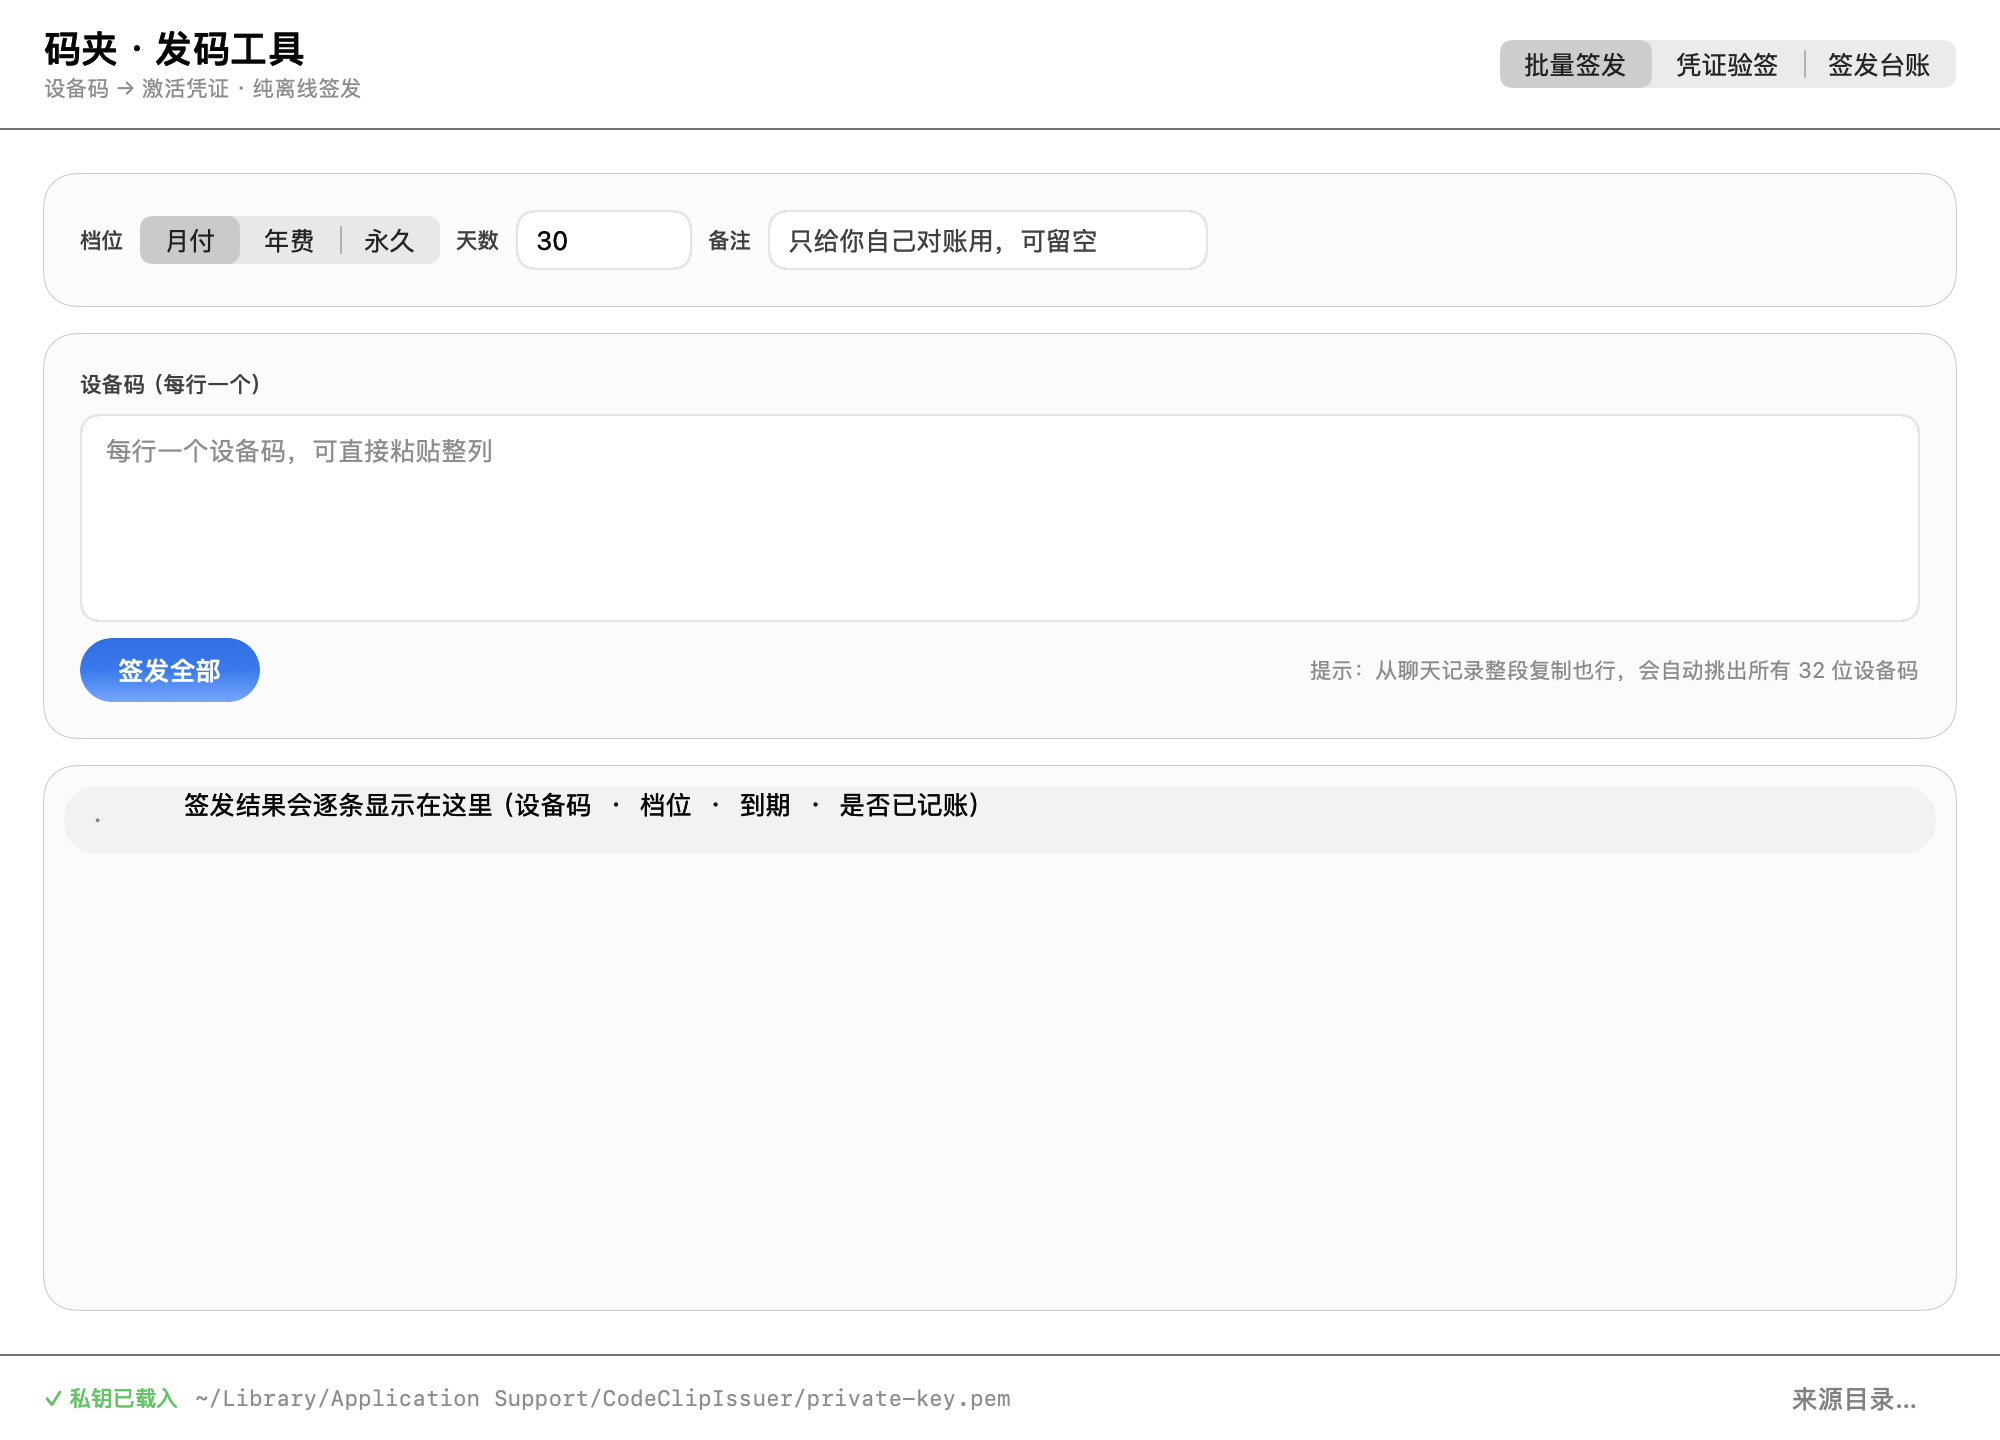 码夹 · 发码工具
设备码 → 激活凭证 · 纯离线签发
批量签发 凭证验签 签发台账
档位 月付 年费 永久 天数 30 备注 只给你自己对账用，可留空
设备码（每行一个）
每行一个设备码，可直接粘贴整列
签发全部 提示：从聊天记录整段复制也行，会自动挑出所有 32 位设备码
· 签发结果会逐条显示在这里（设备码 · 档位 · 到期 · 是否已记账）
✓ 私钥已载入 ~/Library/Application Support/CodeClipIssuer/private-key.pem 来源目录...